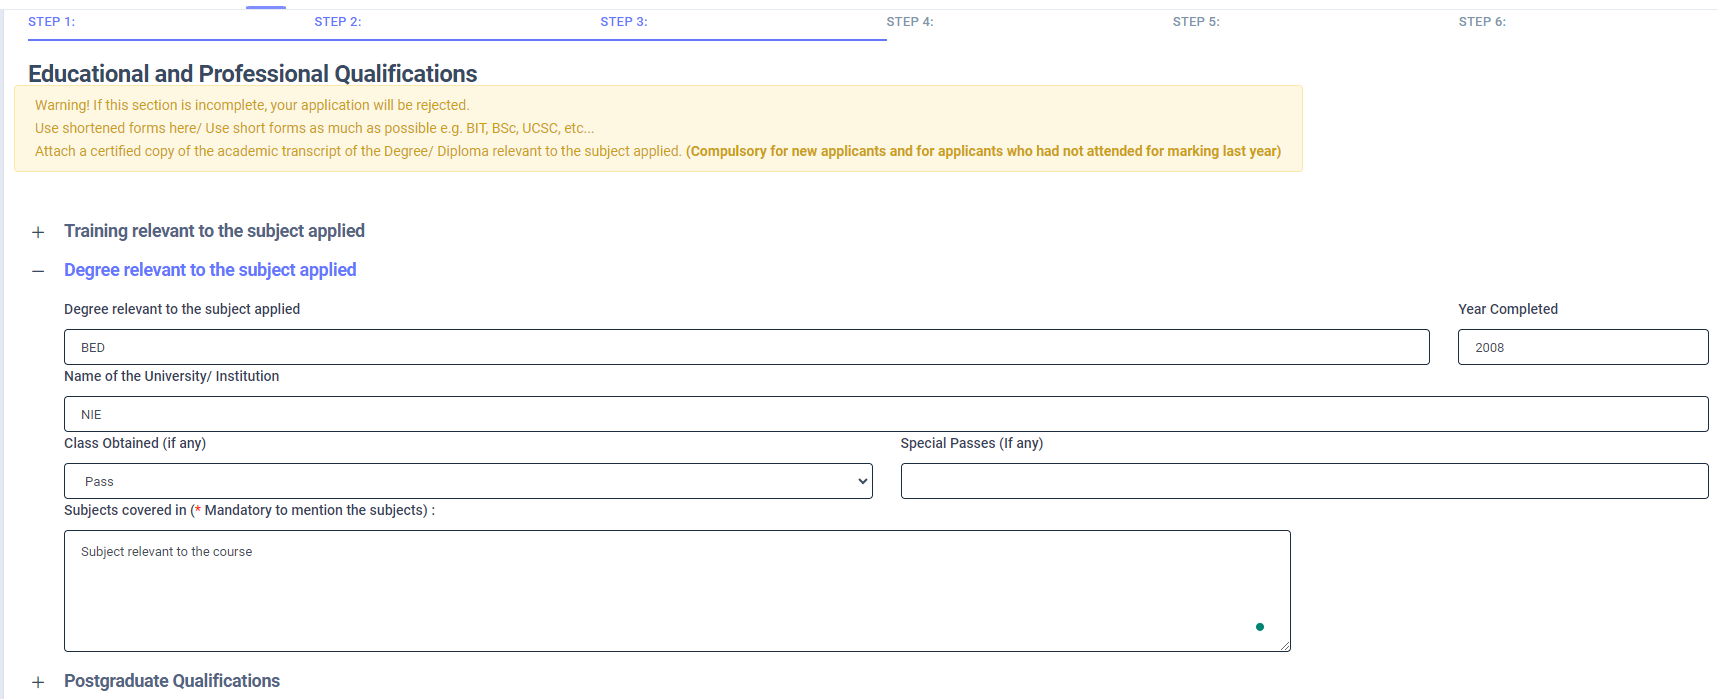 STEP 1: STEP 2: STEP 3: STEP 4: STEP 5: STEP 6:
Educational and Professional Qualifications
Warning! If this section is incomplete, your application will be rejected.
Use shortened forms here/ Use short forms as much as possible e.g. BIT, BSc, UCSC, etc...
Attach a certified copy of the academic transcript of the Degree/ Diploma relevant to the subject applied. (Compulsory for new applicants and for applicants who had not attended for marking last year)
+ Training relevant to the subject applied
− Degree relevant to the subject applied
Degree relevant to the subject applied Year Completed
BED 2008
Name of the University/ Institution
NIE
Class Obtained (if any) Special Passes (If any)
Pass
Subjects covered in (* Mandatory to mention the subjects) :
Subject relevant to the course
+ Postgraduate Qualifications